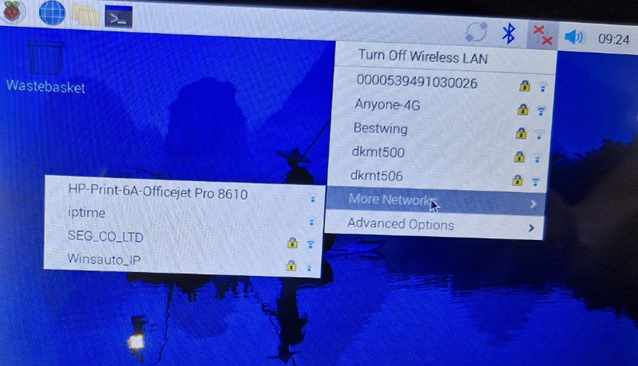 09:24
Wastebasket
Turn Off Wireless LAN
0000539491030026
Anyone-4G
Bestwing
dkmt500
dkmt506
More Networks
Advanced Options
HP-Print-6A-Officejet Pro 8610
iptime
SEG_CO_LTD
Winsauto_IP